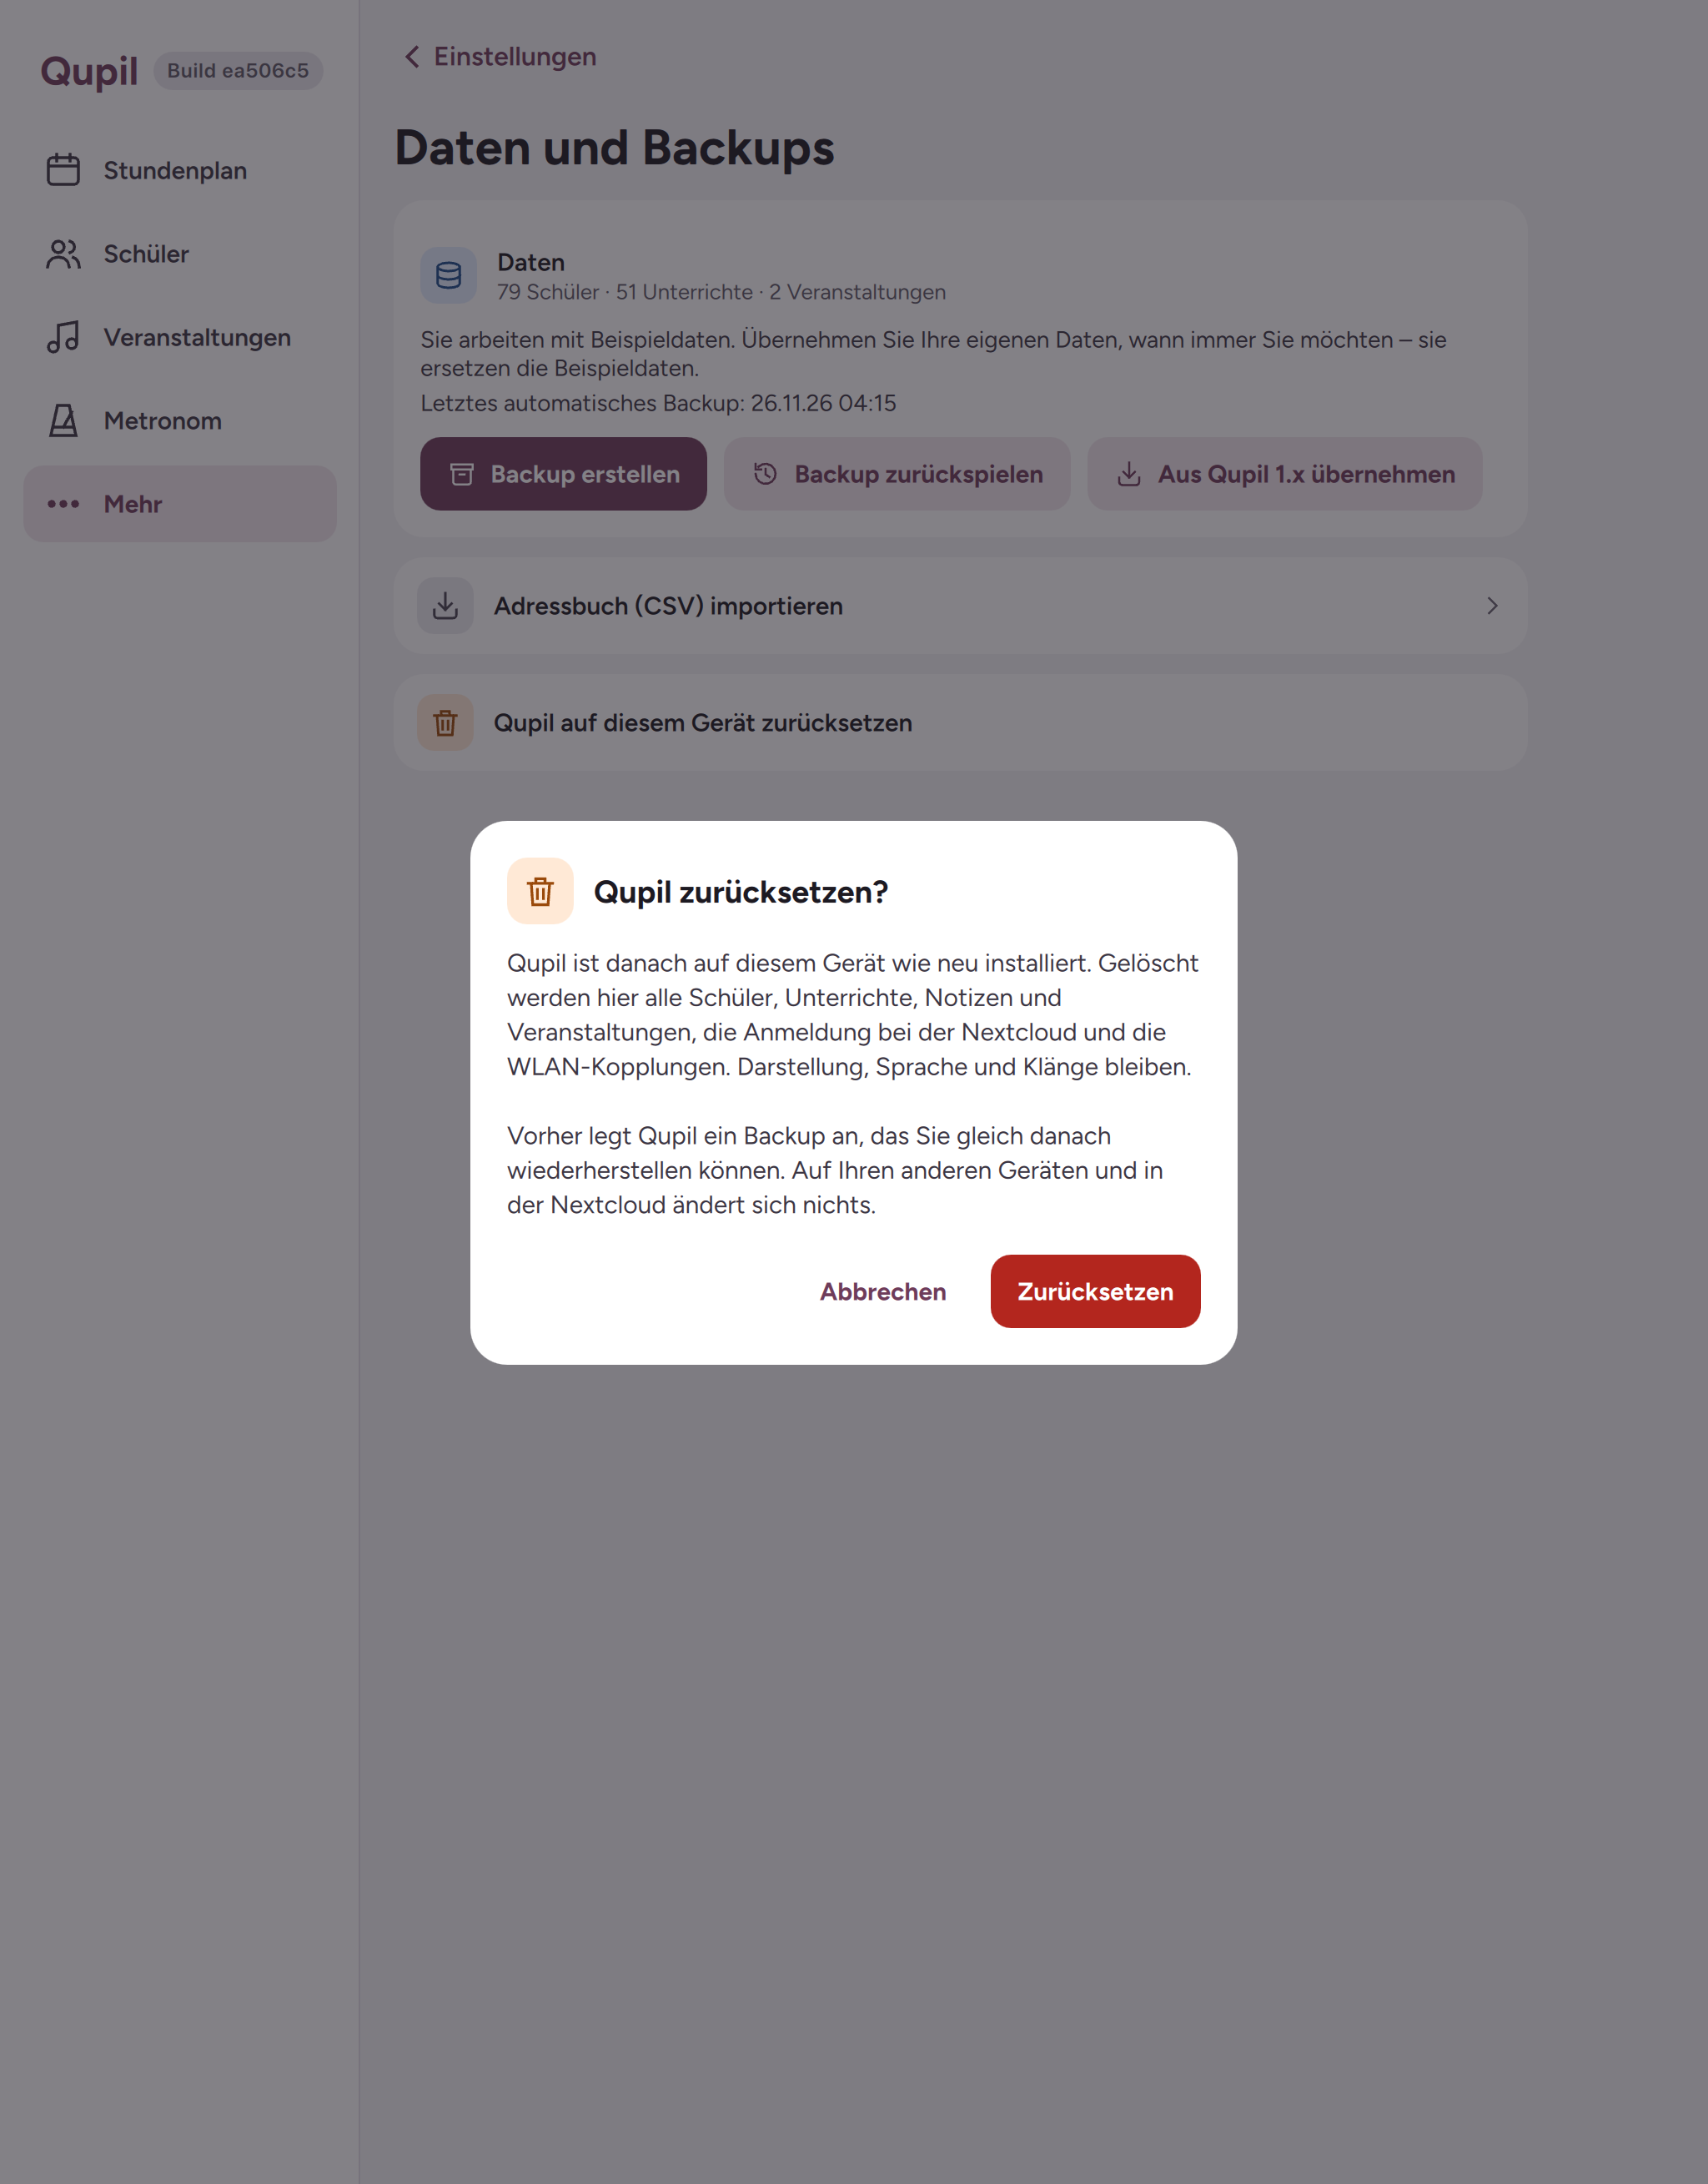 Qupil
Build ea506c5
Stundenplan
Schüler
Veranstaltungen
Metronom
Mehr
Einstellungen
Daten und Backups
Daten
79 Schüler · 51 Unterrichte · 2 Veranstaltungen
Sie arbeiten mit Beispieldaten. Übernehmen Sie Ihre eigenen Daten, wann immer Sie möchten – sie
ersetzen die Beispieldaten.
Letztes automatisches Backup: 26.11.26 04:15
Backup erstellen
Backup zurückspielen
Aus Qupil 1.x übernehmen
Adressbuch (CSV) importieren
Qupil auf diesem Gerät zurücksetzen
Qupil zurücksetzen?
Qupil ist danach auf diesem Gerät wie neu installiert. Gelöscht
werden hier alle Schüler, Unterrichte, Notizen und
Veranstaltungen, die Anmeldung bei der Nextcloud und die
WLAN-Kopplungen. Darstellung, Sprache und Klänge bleiben.
Vorher legt Qupil ein Backup an, das Sie gleich danach
wiederherstellen können. Auf Ihren anderen Geräten und in
der Nextcloud ändert sich nichts.
Abbrechen
Zurücksetzen